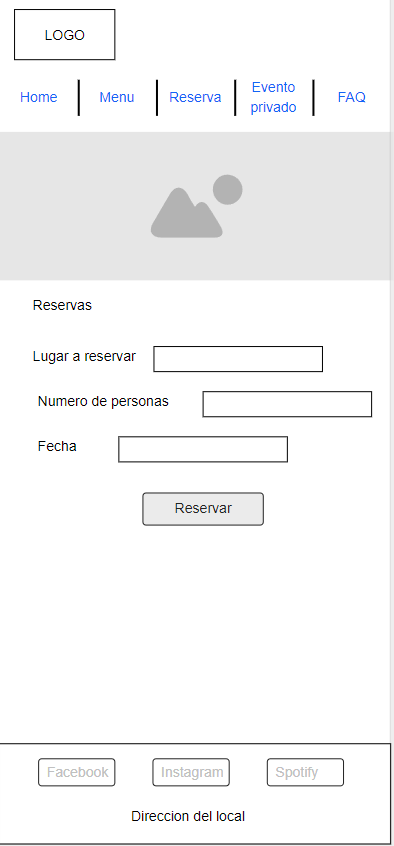 LOGO
Home
Menu
Reserva
Evento
privado
FAQ
Reservas
Lugar a reservar
Numero de personas
Fecha
Reservar
Facebook
Instagram
Spotify
Direccion del local